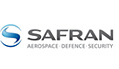 SAFRAN
AEROSPACE · DEFENCE · SECURITY